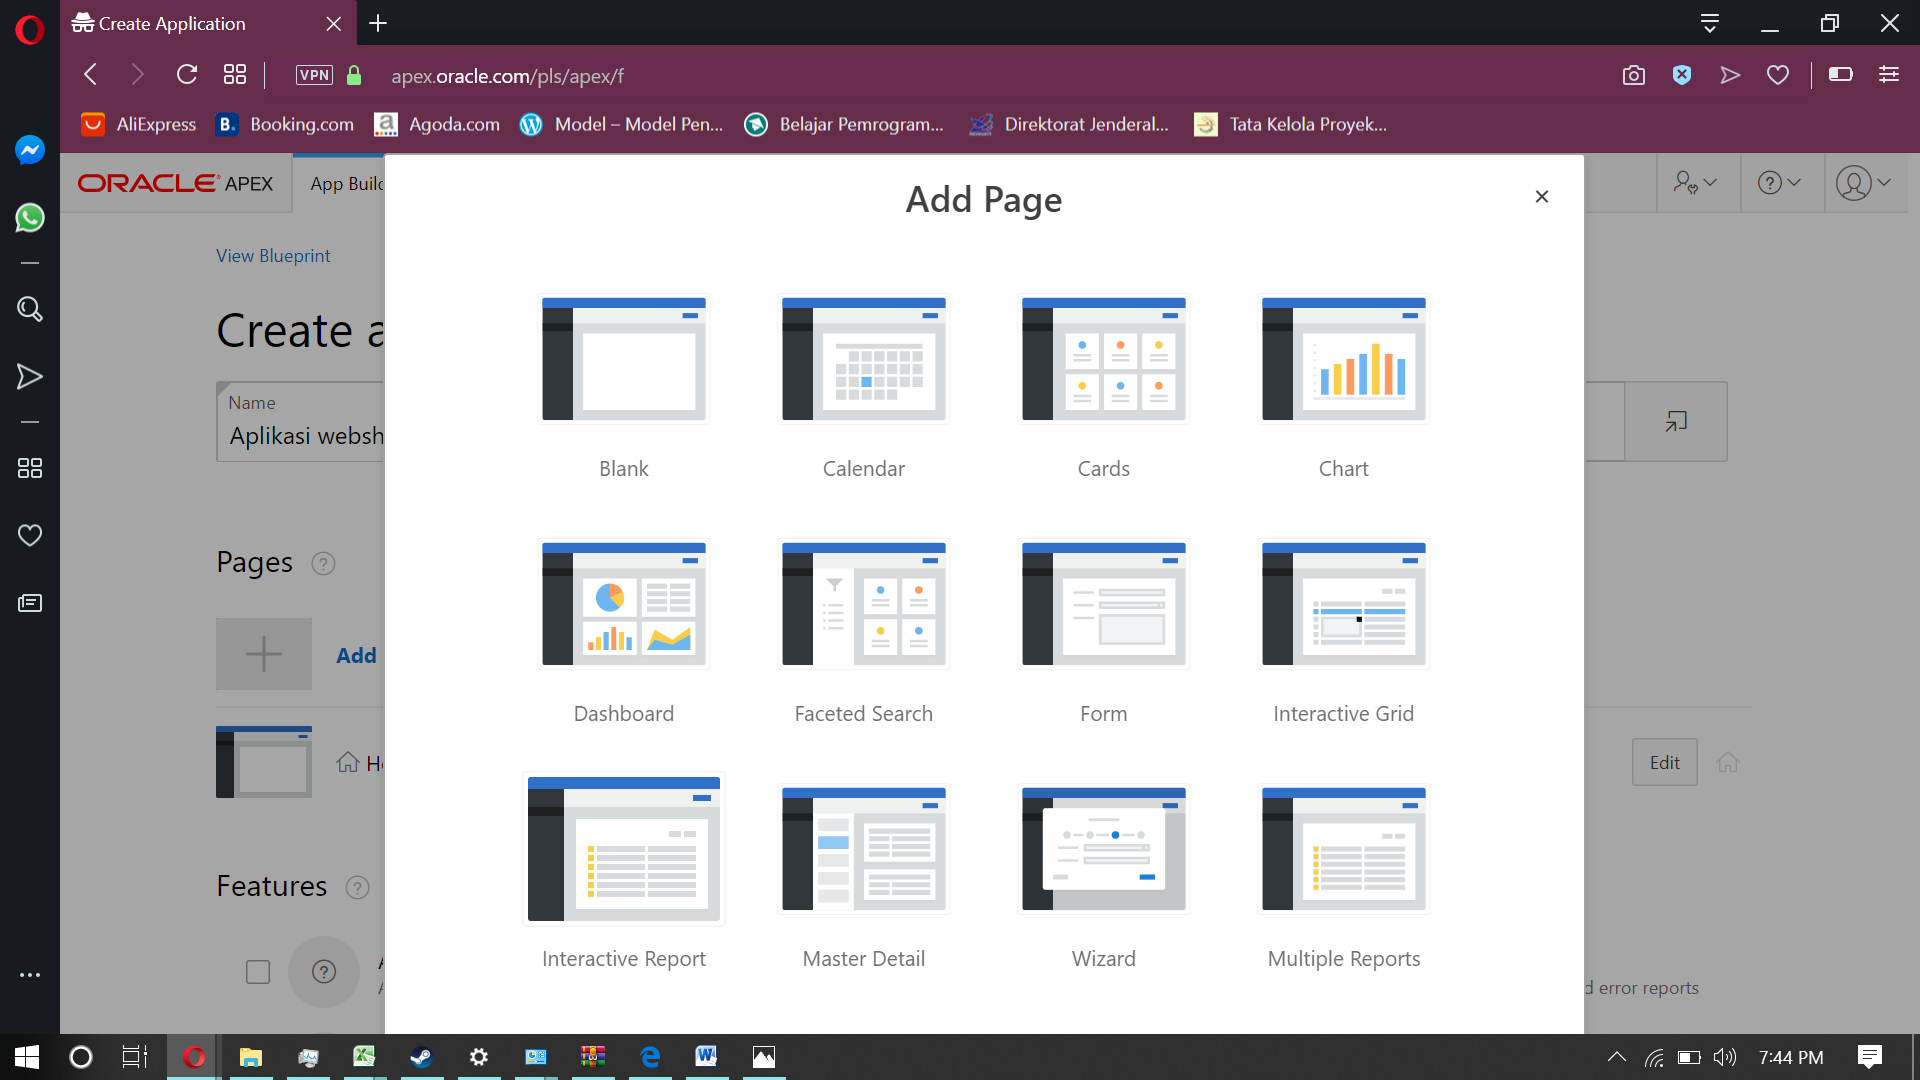 Create Application
VPN
apex.oracle.com/pls/apex/f
AliExpress
B.
Booking.com
a
Agoda.com
Model – Model Pen...
Belajar Pemrogram...
Direktorat Jenderal...
Tata Kelola Proyek...
ORACLE APEX
App Builc
Add Page
View Blueprint
Create a
Name
Aplikasi websh
Blank
Calendar
Cards
Chart
Pages
Add
Dashboard
Faceted Search
Form
Interactive Grid
H
Edit
Features
Interactive Report
Master Detail
Wizard
Multiple Reports
d error reports
7:44 PM